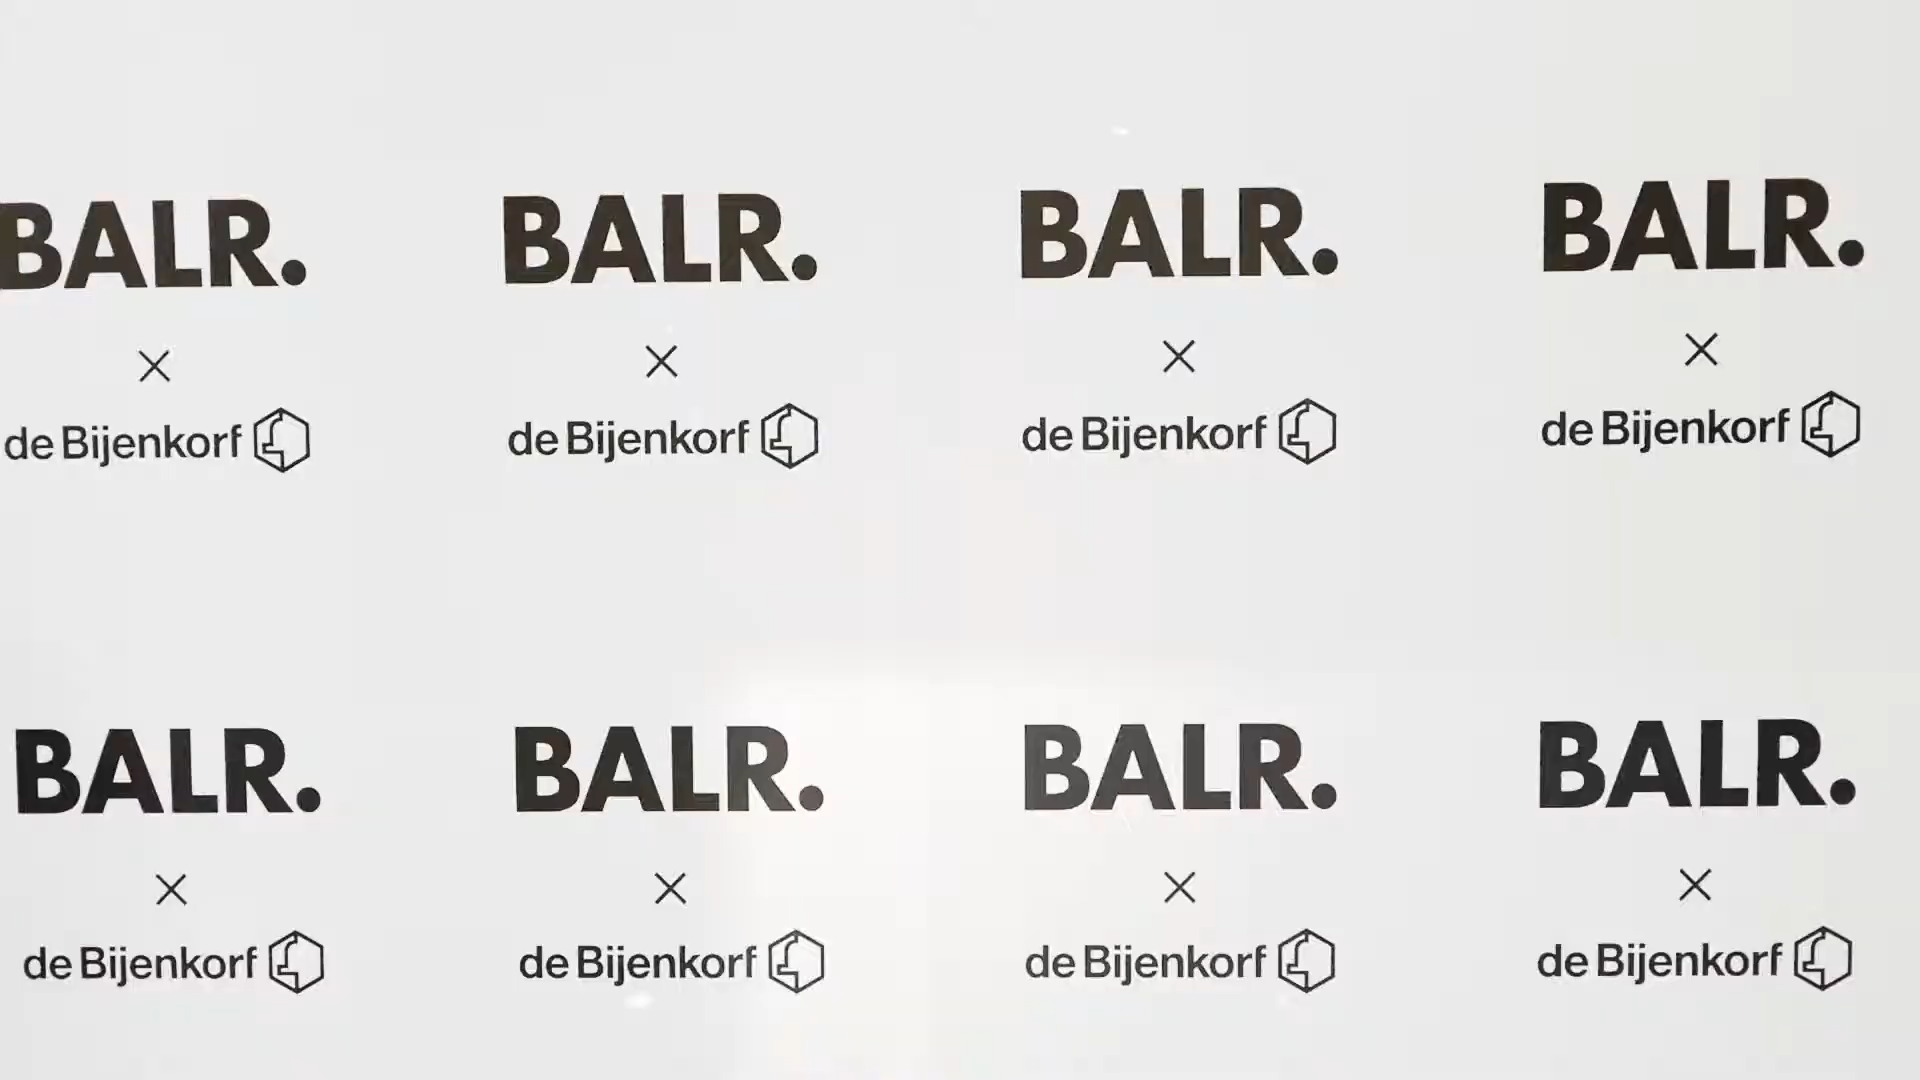 BALR. BALR. BALR. BALR.
× × × ×
de Bijenkorf de Bijenkorf de Bijenkorf de Bijenkorf
BALR. BALR. BALR. BALR.
× × × ×
de Bijenkorf de Bijenkorf de Bijenkorf de Bijenkorf